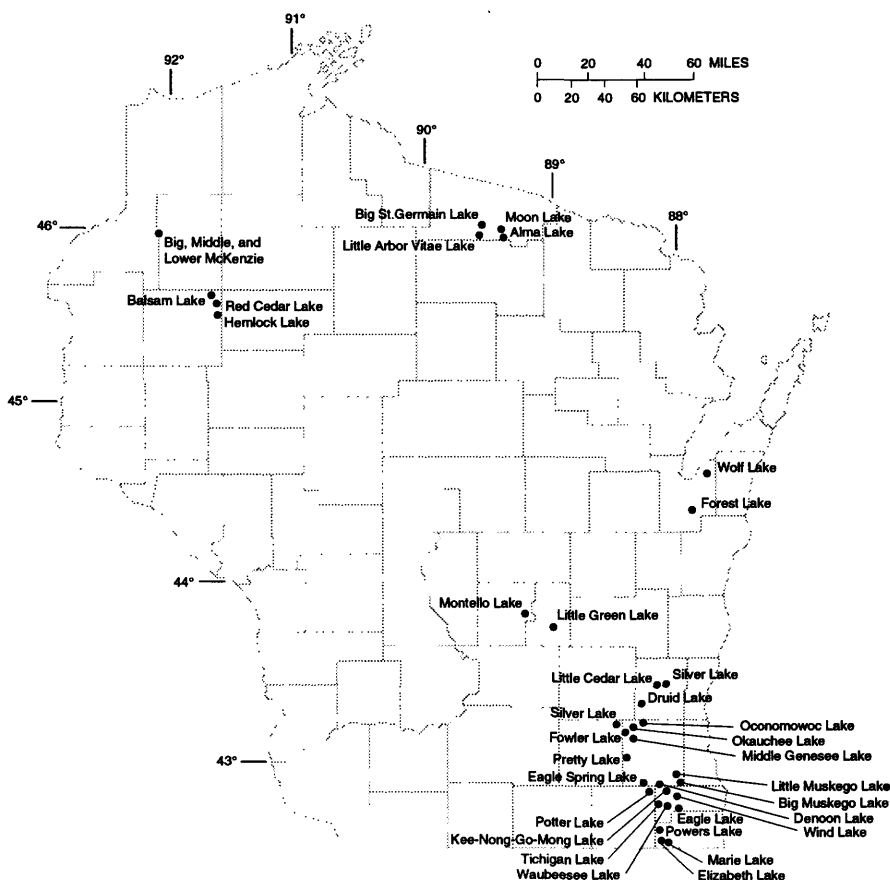 91°
92°
0 20 40 60 MILES
0 20 40 60 KILOMETERS
90°
89°
88°
46°
Big St.Germain Lake
Moon Lake
Alma Lake
Little Arbor Vitae Lake
Big, Middle, and
Lower McKenzie
Balsam Lake
Red Cedar Lake
Hemlock Lake
45°
Wolf Lake
Forest Lake
44°
Montello Lake
Little Green Lake
Little Cedar Lake
Silver Lake
Druid Lake
Silver Lake
Oconomowoc Lake
Fowler Lake
Okauchee Lake
Middle Genesee Lake
43°
Pretty Lake
Eagle Spring Lake
Little Muskego Lake
Big Muskego Lake
Denoon Lake
Wind Lake
Potter Lake
Eagle Lake
Kee-Nong-Go-Mong Lake
Powers Lake
Tichigan Lake
Marie Lake
Waubeesee Lake
Elizabeth Lake